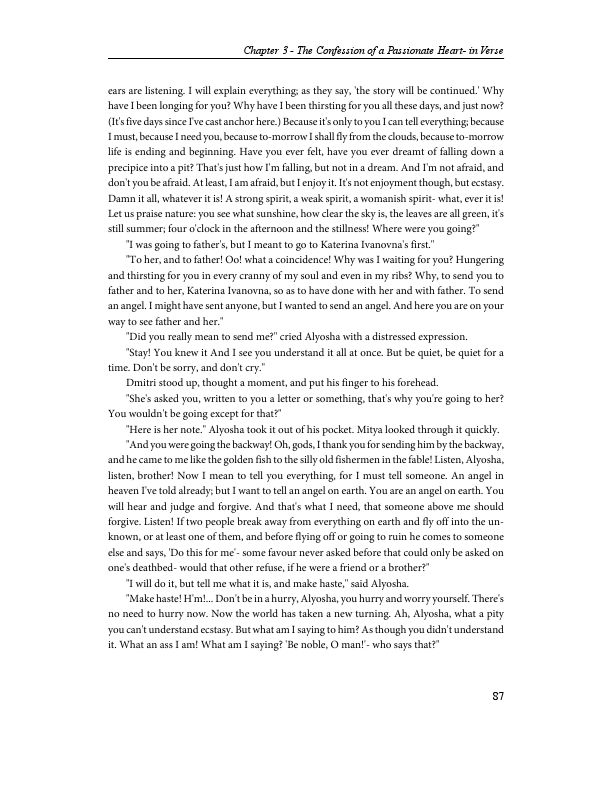 Chapter 3 - The Confession of a Passionate Heart- in Verse
ears are listening. I will explain everything; as they say, 'the story will be continued.' Why
have I been longing for you? Why have I been thirsting for you all these days, and just now?
(It's five days since I've cast anchor here.) Because it's only to you I can tell everything; because
I must, because I need you, because to-morrow I shall fly from the clouds, because to-morrow
life is ending and beginning. Have you ever felt, have you ever dreamt of falling down a
precipice into a pit? That's just how I'm falling, but not in a dream. And I'm not afraid, and
don't you be afraid. At least, I am afraid, but I enjoy it. It's not enjoyment though, but ecstasy.
Damn it all, whatever it is! A strong spirit, a weak spirit, a womanish spirit- what, ever it is!
Let us praise nature: you see what sunshine, how clear the sky is, the leaves are all green, it's
still summer; four o'clock in the afternoon and the stillness! Where were you going?"
"I was going to father's, but I meant to go to Katerina Ivanovna's first."
"To her, and to father! Oo! what a coincidence! Why was I waiting for you? Hungering
and thirsting for you in every cranny of my soul and even in my ribs? Why, to send you to
father and to her, Katerina Ivanovna, so as to have done with her and with father. To send
an angel. I might have sent anyone, but I wanted to send an angel. And here you are on your
way to see father and her."
"Did you really mean to send me?" cried Alyosha with a distressed expression.
"Stay! You knew it And I see you understand it all at once. But be quiet, be quiet for a
time. Don't be sorry, and don't cry."
Dmitri stood up, thought a moment, and put his finger to his forehead.
"She's asked you, written to you a letter or something, that's why you're going to her?
You wouldn't be going except for that?"
"Here is her note." Alyosha took it out of his pocket. Mitya looked through it quickly.
"And you were going the backway! Oh, gods, I thank you for sending him by the backway,
and he came to me like the golden fish to the silly old fishermen in the fable! Listen, Alyosha,
listen, brother! Now I mean to tell you everything, for I must tell someone. An angel in
heaven I've told already; but I want to tell an angel on earth. You are an angel on earth. You
will hear and judge and forgive. And that's what I need, that someone above me should
forgive. Listen! If two people break away from everything on earth and fly off into the un-
known, or at least one of them, and before flying off or going to ruin he comes to someone
else and says, 'Do this for me'- some favour never asked before that could only be asked on
one's deathbed- would that other refuse, if he were a friend or a brother?"
"I will do it, but tell me what it is, and make haste," said Alyosha.
"Make haste! H'm!... Don't be in a hurry, Alyosha, you hurry and worry yourself. There's
no need to hurry now. Now the world has taken a new turning. Ah, Alyosha, what a pity
you can't understand ecstasy. But what am I saying to him? As though you didn't understand
it. What an ass I am! What am I saying? 'Be noble, O man!'- who says that?"
87